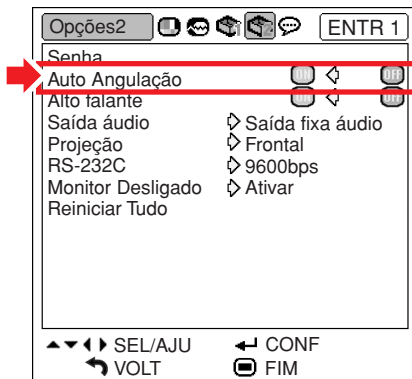 Opções2 ENTR 1
Senha
Auto Angulação ON OFF
Alto falante ON OFF
Saída áudio Saída fixa áudio
Projeção Frontal
RS-232C 9600bps
Monitor Desligado Ativar
Reiniciar Tudo
SEL/AJU CONF
VOLT FIM